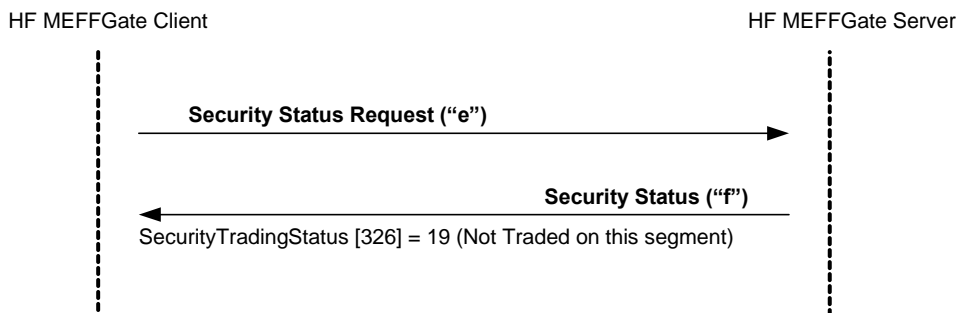 HF MEFFGate Client
HF MEFFGate Server
Security Status Request (“e”)
Security Status (“f”)
SecurityTradingStatus [326] = 19 (Not Traded on this segment)